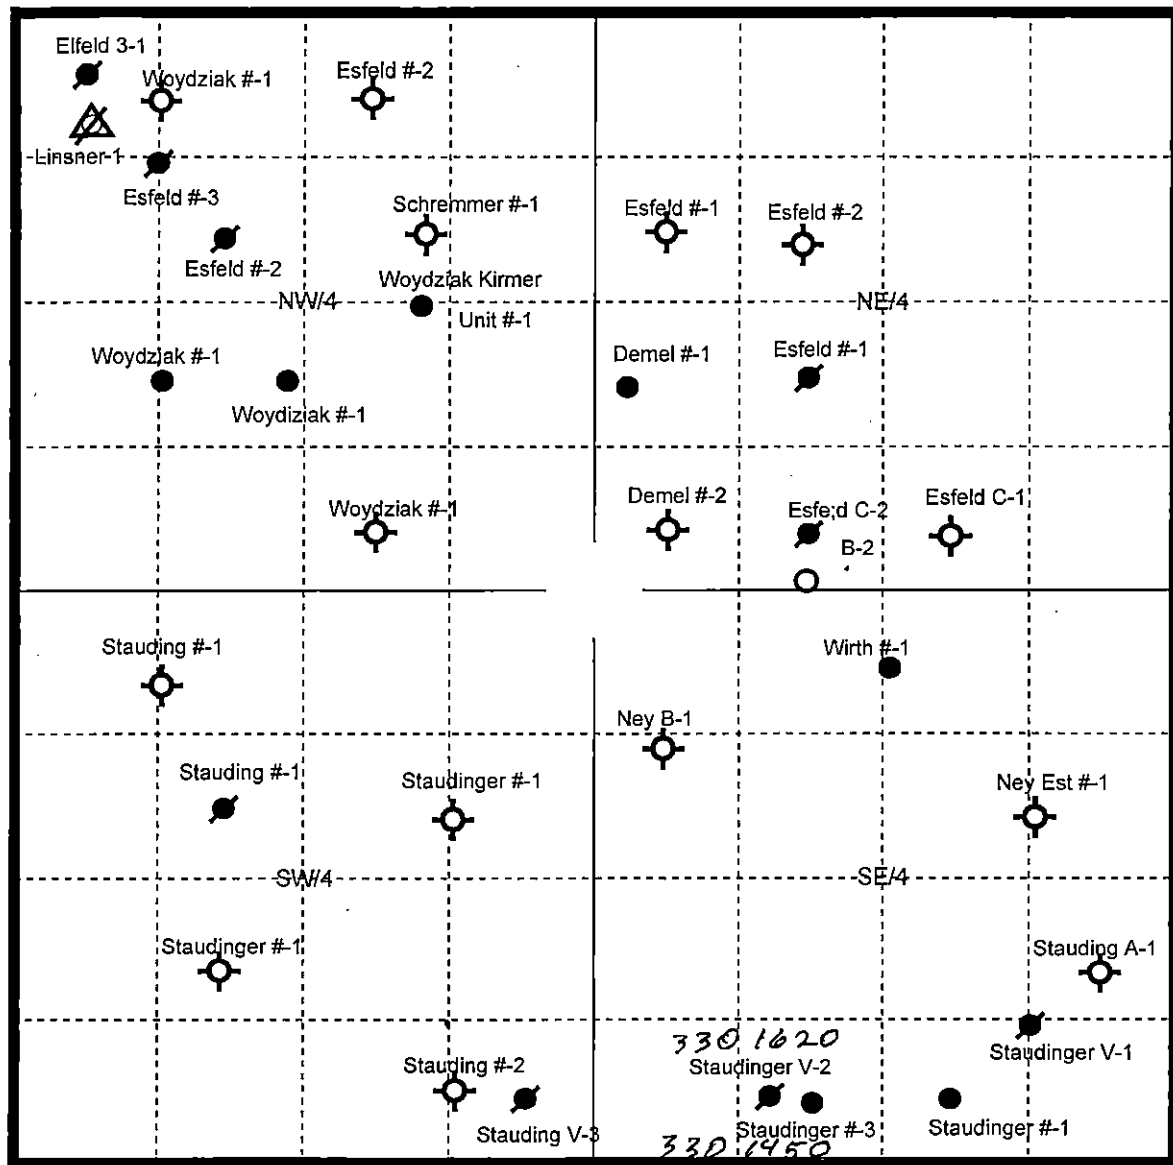 Elfeld 3-1
Woydziak #-1
Esfeld #-2
Linsner 1
Esfeld #-3
Schremmer #-1
Esfeld #-1
Esfeld #-2
Esfeld #-2
Woydziak Kirmer
Unit #-1
NW/4
NE/4
Woydziak #-1
Woydiziak #-1
Demel #-1
Esfeld #-1
Woydziak #-1
Demel #-2
Esfe;d C-2
Esfeld C-1
B-2
Stauding #-1
Wirth #-1
Ney B-1
Stauding #-1
Staudinger #-1
Ney Est #-1
SW/4
SE/4
Staudinger #-1
Stauding A-1
330 1620
Staudinger V-1
Stauding #-2
Staudinger V-2
Stauding V-3
Staudinger #-3
Staudinger #-1
330 1450